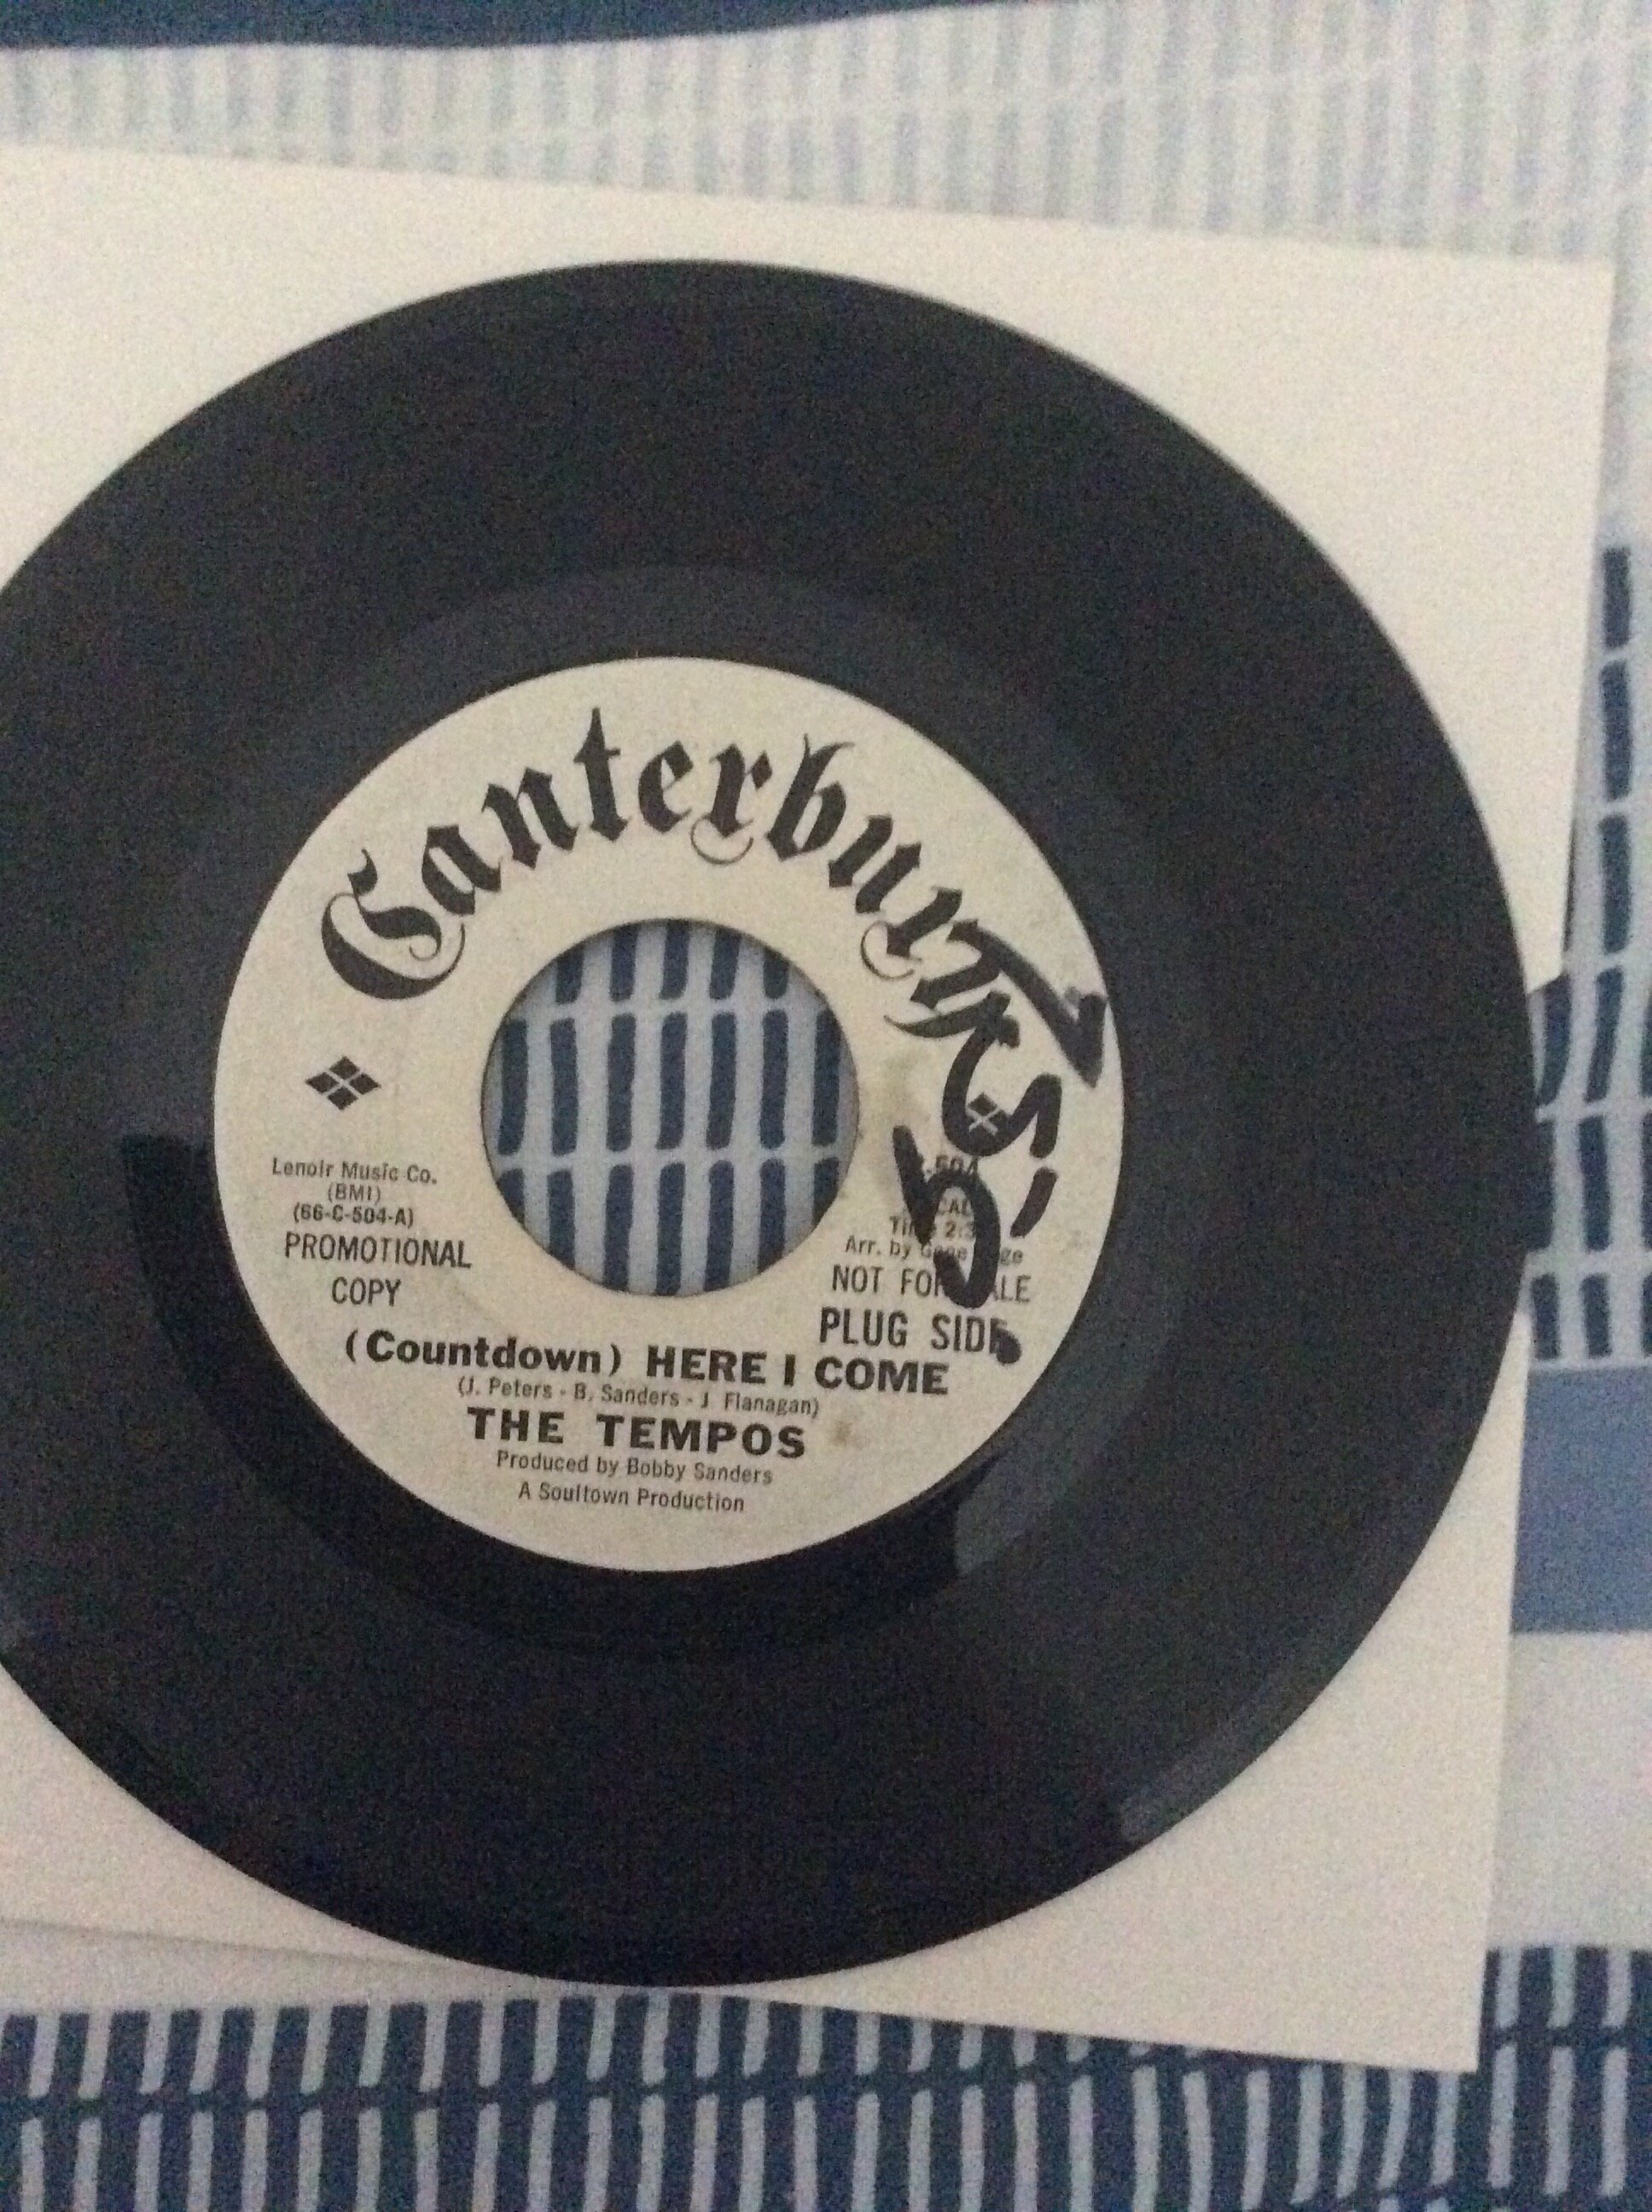 Canterbury
Lenoir Music Co.
(BMI)
(66-C-504-A)
PROMOTIONAL
COPY
Arr. by
NOT FOR SALE
PLUG SIDE
(Countdown) HERE I COME
(J. Peters - B. Sanders - J Flanagan)
THE TEMPOS
Produced by Bobby Sanders
A Soultown Production